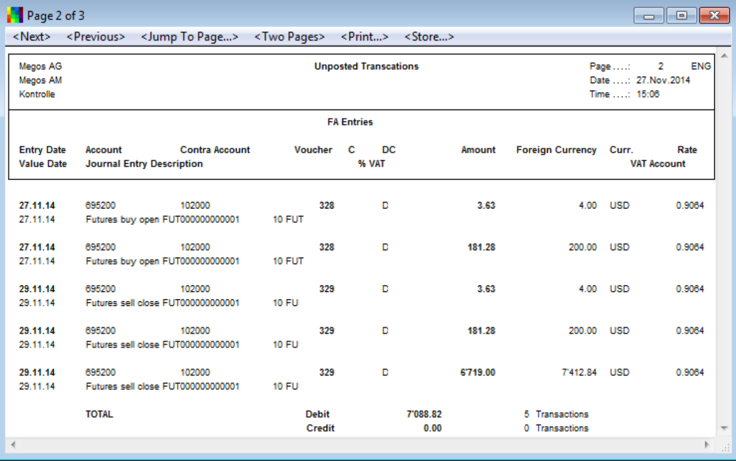 Page 2 of 3
<Next> <Previous> <Jump To Page...> <Two Pages> <Print...> <Store...>
Megos AG Unposted Transcations Page ....: 2 ENG
Megos AM Date ....: 27.Nov.2014
Kontrolle Time ....: 15:06
FA Entries
Entry Date Account Contra Account Voucher C DC Amount Foreign Currency Curr. Rate
Value Date Journal Entry Description % VAT VAT Account
27.11.14 695200 102000 328 D 3.63 4.00 USD 0.9064
27.11.14 Futures buy open FUT000000000001 10 FUT
27.11.14 695200 102000 328 D 181.28 200.00 USD 0.9064
27.11.14 Futures buy open FUT000000000001 10 FUT
29.11.14 695200 102000 329 D 3.63 4.00 USD 0.9064
29.11.14 Futures sell close FUT000000000001 10 FU
29.11.14 695200 102000 329 D 181.28 200.00 USD 0.9064
29.11.14 Futures sell close FUT000000000001 10 FU
29.11.14 695200 102000 329 D 6'719.00 7'412.84 USD 0.9064
29.11.14 Futures sell close FUT000000000001 10 FU
TOTAL Debit 7'088.82 5 Transactions
Credit 0.00 0 Transactions